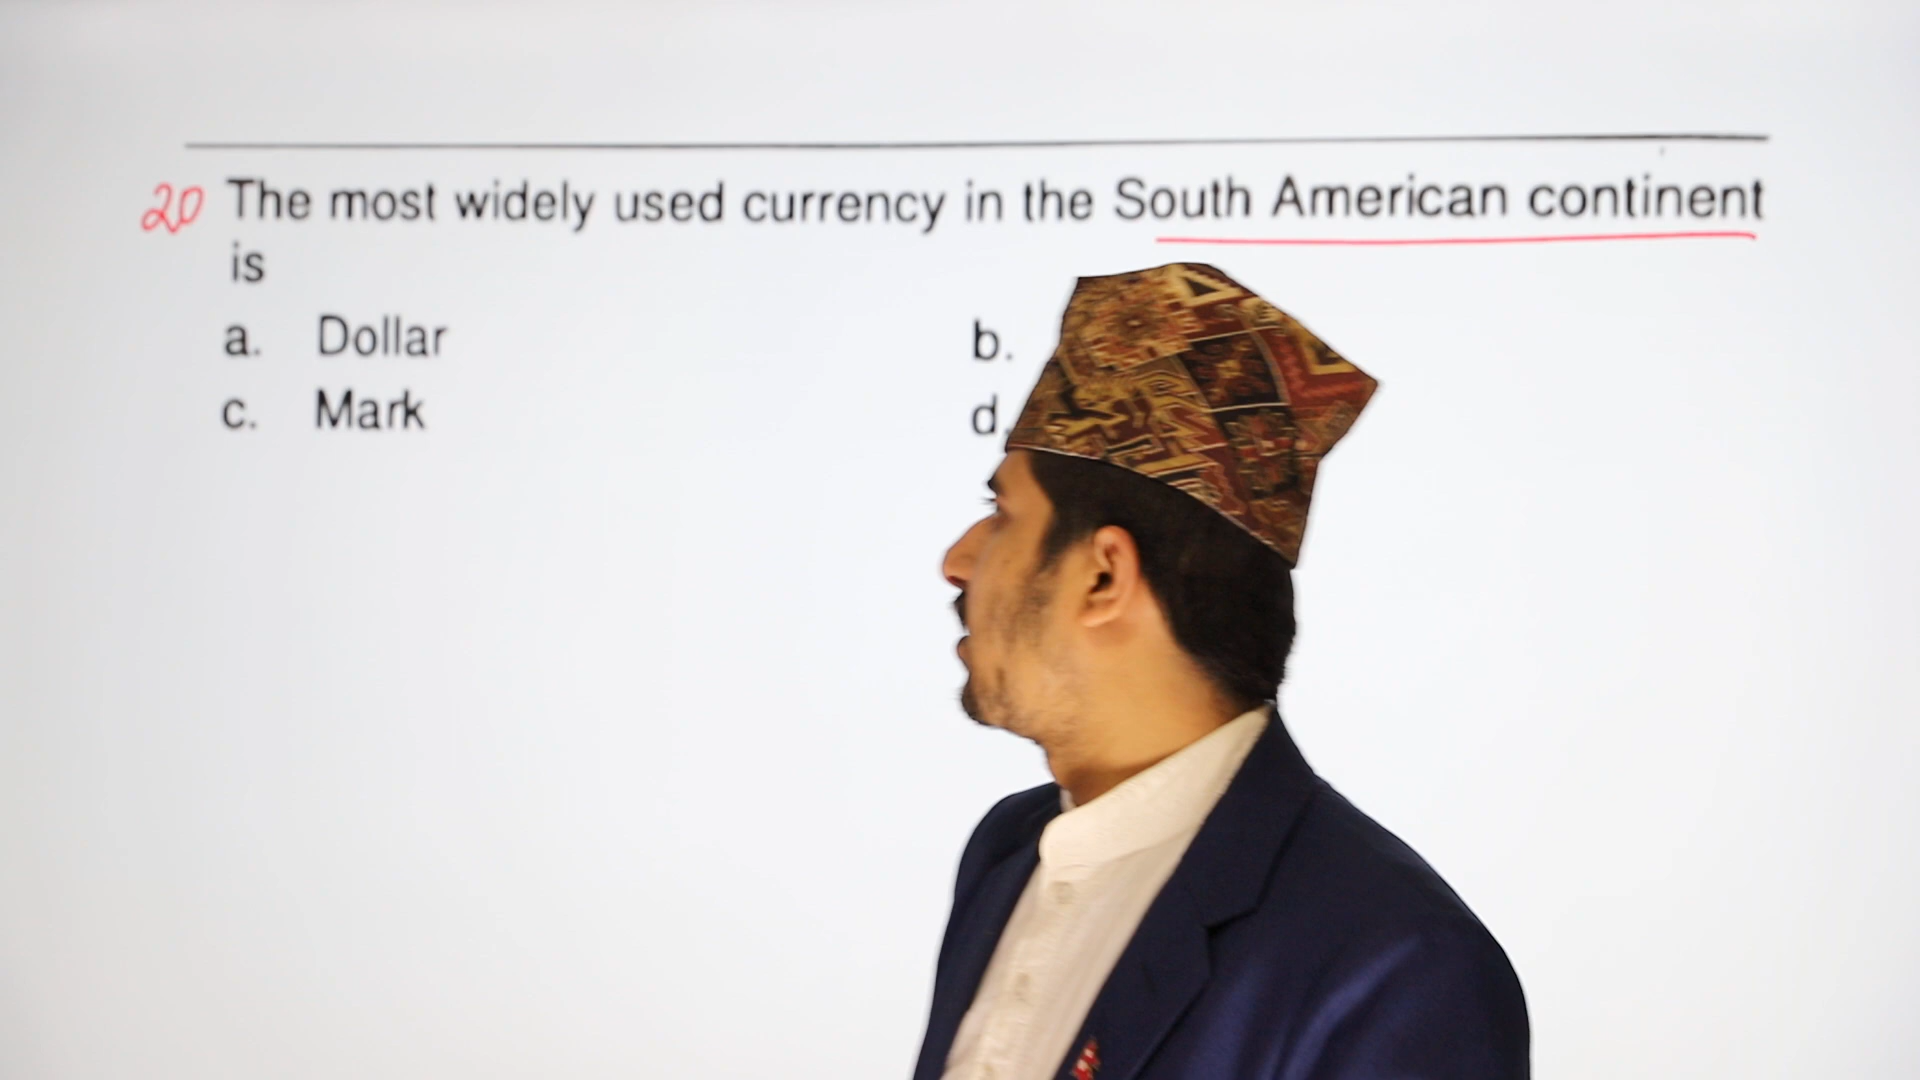 20 The most widely used currency in the South American continent
is
a. Dollar b.
c. Mark d.